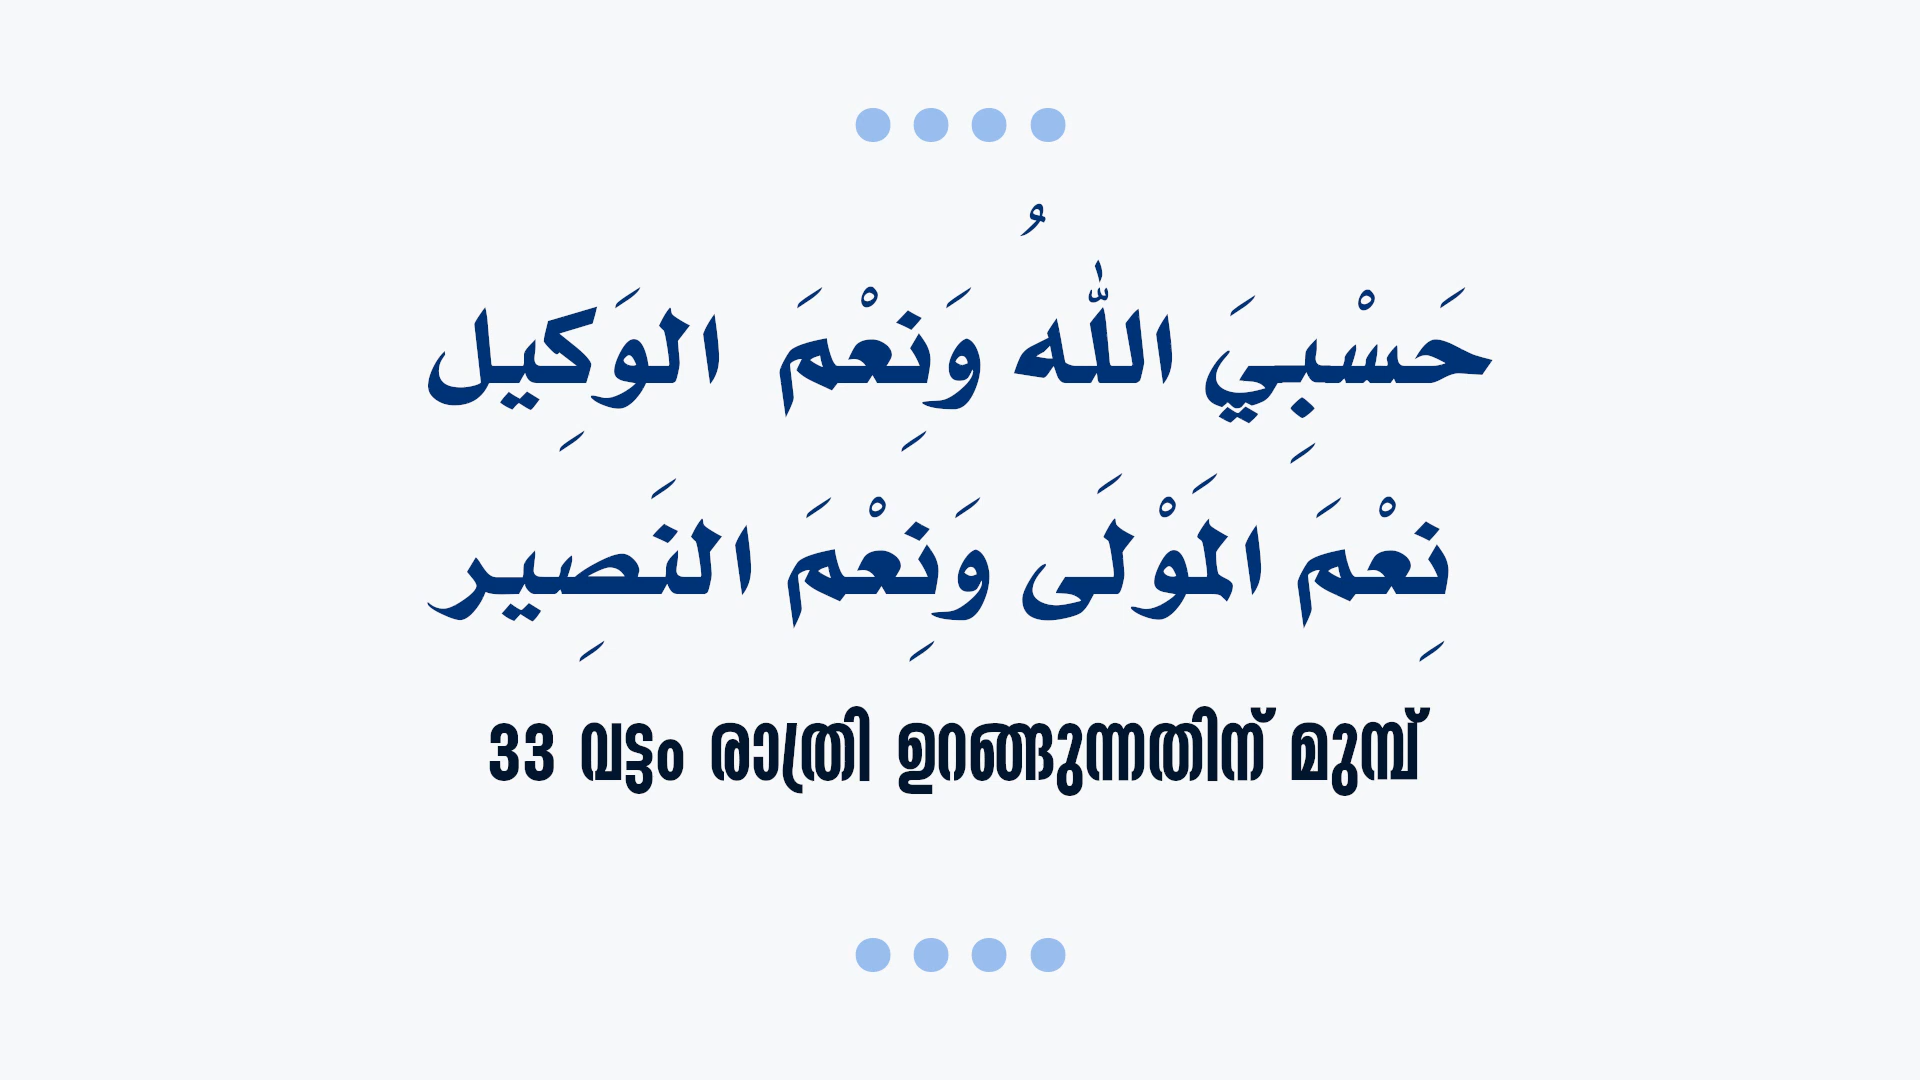 حَسْبِيَ اللّٰهُ وَنِعْمَ الوَكِيل
نِعْمَ المَوْلَى وَنِعْمَ النَصِير
33 വട്ടം രാത്രി ഉറങ്ങുന്നതിന് മുമ്പ്